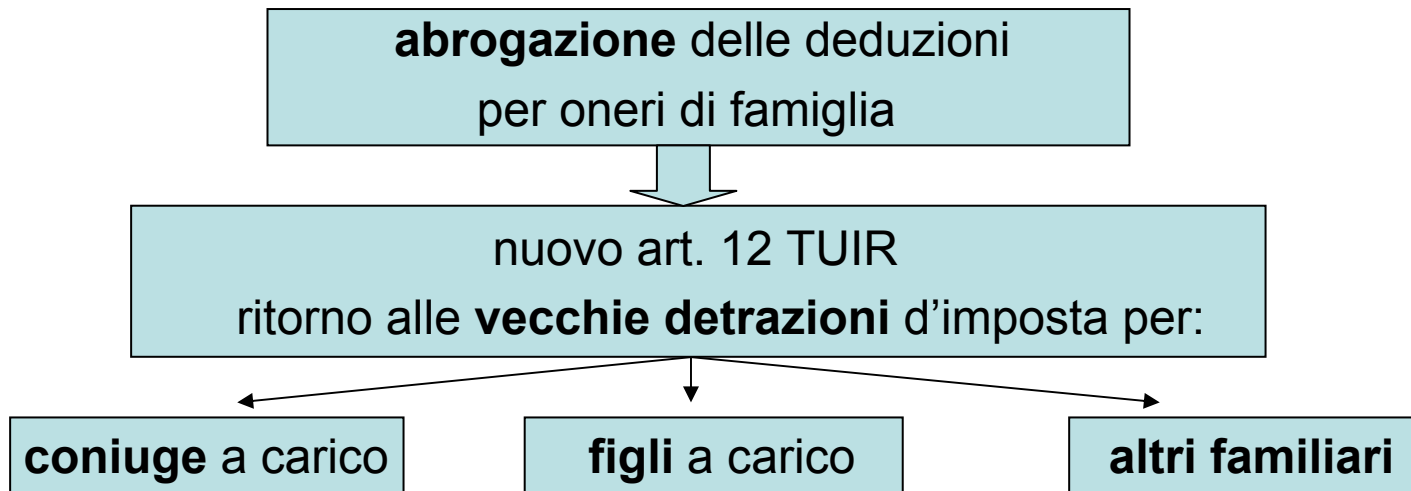 abrogazione delle deduzioni
per oneri di famiglia
nuovo art. 12 TUIR
ritorno alle vecchie detrazioni d’imposta per:
coniuge a carico
figli a carico
altri familiari